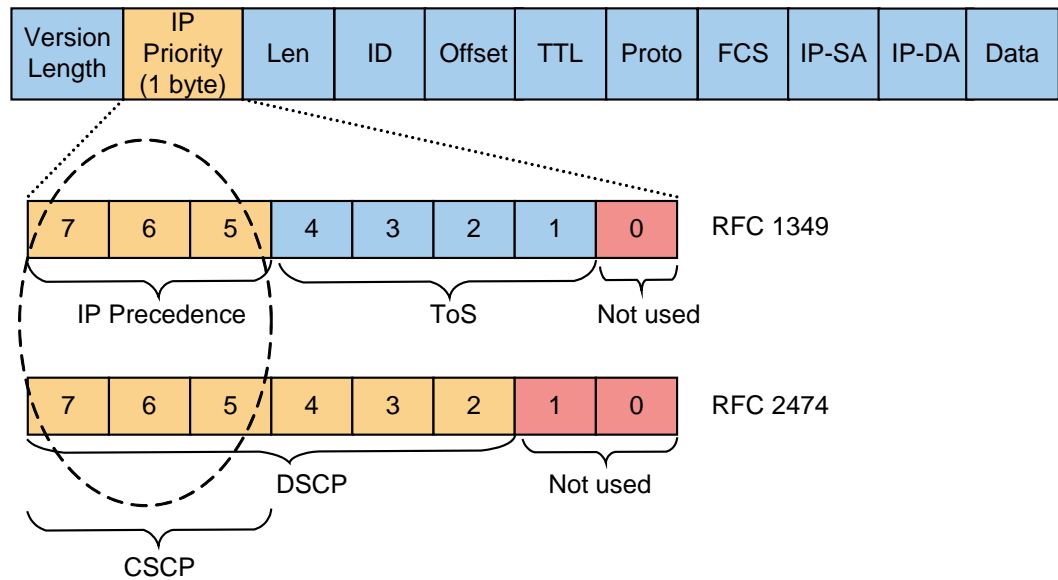 Version Length
IP Priority (1 byte)
Len
ID
Offset
TTL
Proto
FCS
IP-SA
IP-DA
Data
7 6 5 4 3 2 1 0 RFC 1349
IP Precedence ToS Not used
7 6 5 4 3 2 1 0 RFC 2474
DSCP Not used
CSCP